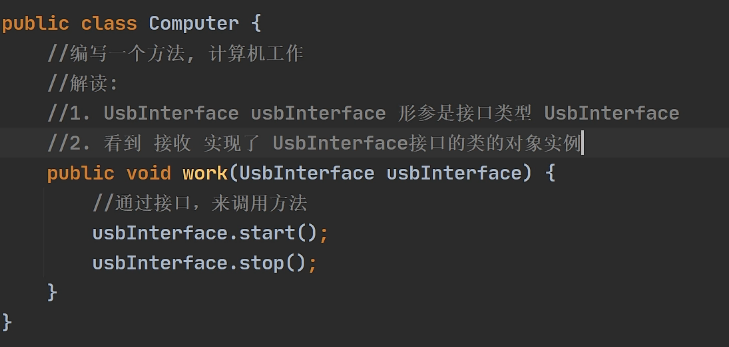 public class Computer {
//编写一个方法, 计算机工作
//解读:
//1. UsbInterface usbInterface 形参是接口类型 UsbInterface
//2. 看到 接收 实现了 UsbInterface接口的类的对象实例
public void work(UsbInterface usbInterface) {
//通过接口，来调用方法
usbInterface.start();
usbInterface.stop();
}
}